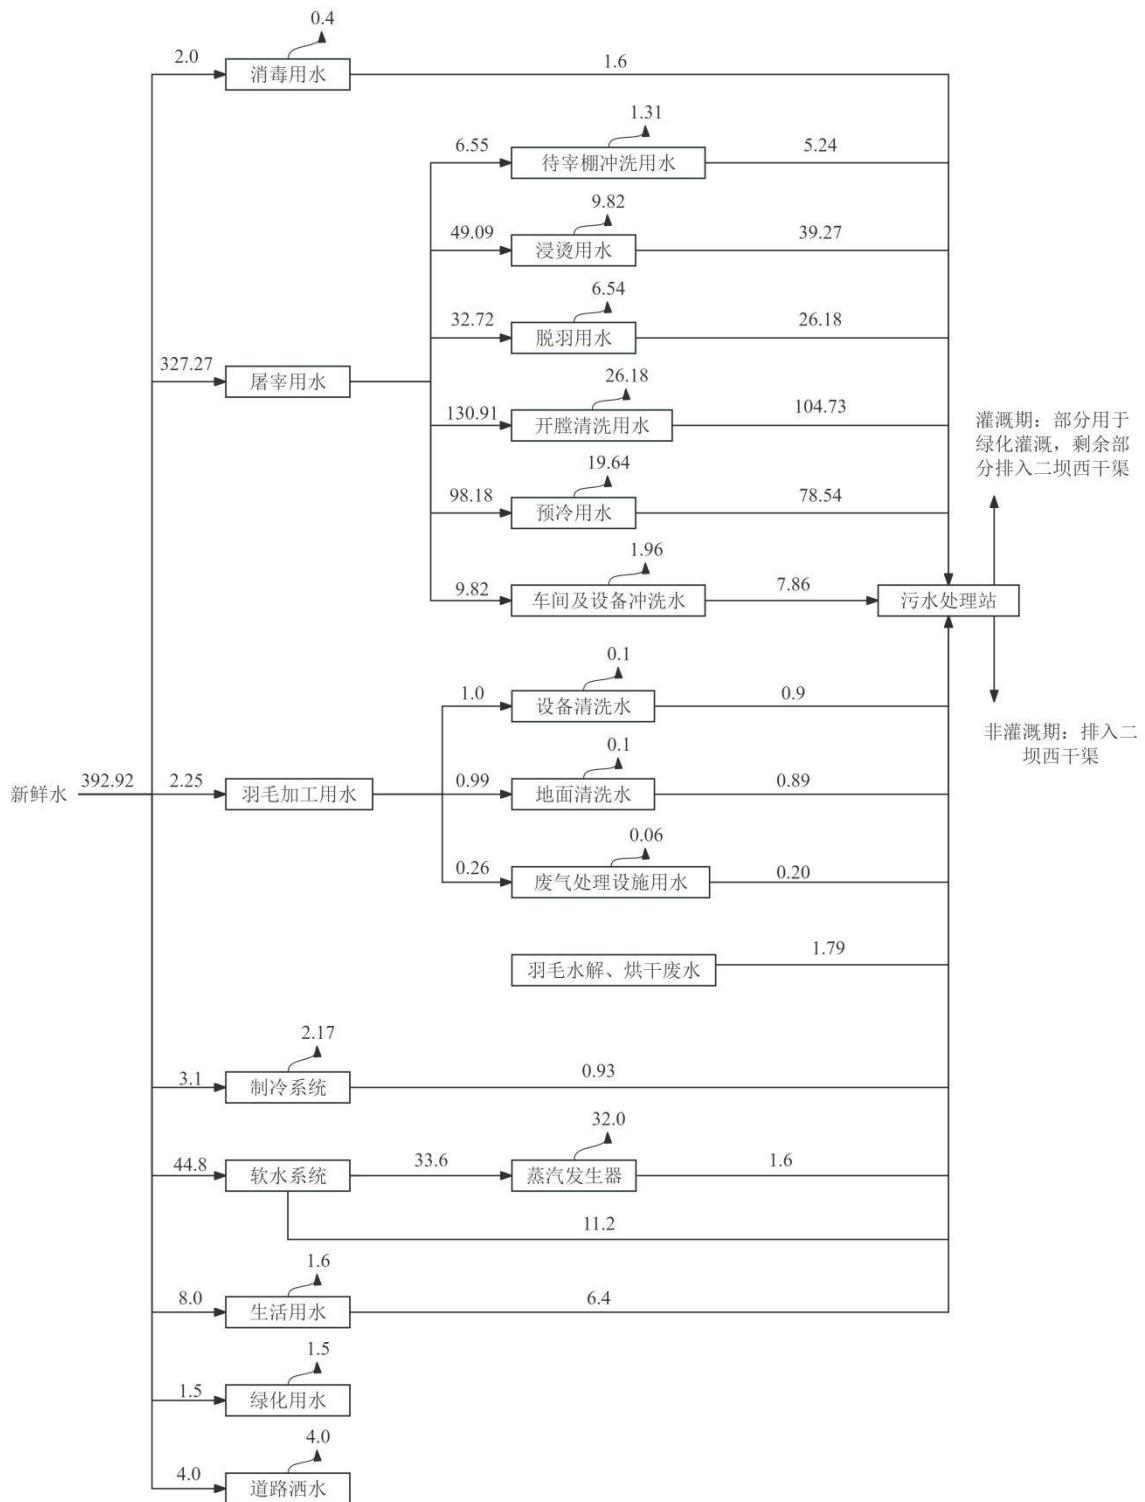 0.4
2.0
消毒用水
1.6
1.31
6.55
待宰棚冲洗用水
5.24
9.82
49.09
浸烫用水
39.27
6.54
32.72
脱羽用水
26.18
327.27
屠宰用水
26.18
130.91
开膛清洗用水
104.73
19.64
98.18
预冷用水
78.54
1.96
9.82
车间及设备冲洗水
7.86
污水处理站
灌溉期：部分用于
绿化灌溉，剩余部
分排入二坝西干渠
非灌溉期：排入二
坝西干渠
0.1
1.0
设备清洗水
0.9
新鲜水
392.92
2.25
羽毛加工用水
0.1
0.99
地面清洗水
0.89
0.06
0.26
废气处理设施用水
0.20
羽毛水解、烘干废水
1.79
2.17
3.1
制冷系统
0.93
44.8
软水系统
33.6
32.0
蒸汽发生器
1.6
11.2
1.6
8.0
生活用水
6.4
1.5
1.5
绿化用水
4.0
4.0
道路洒水